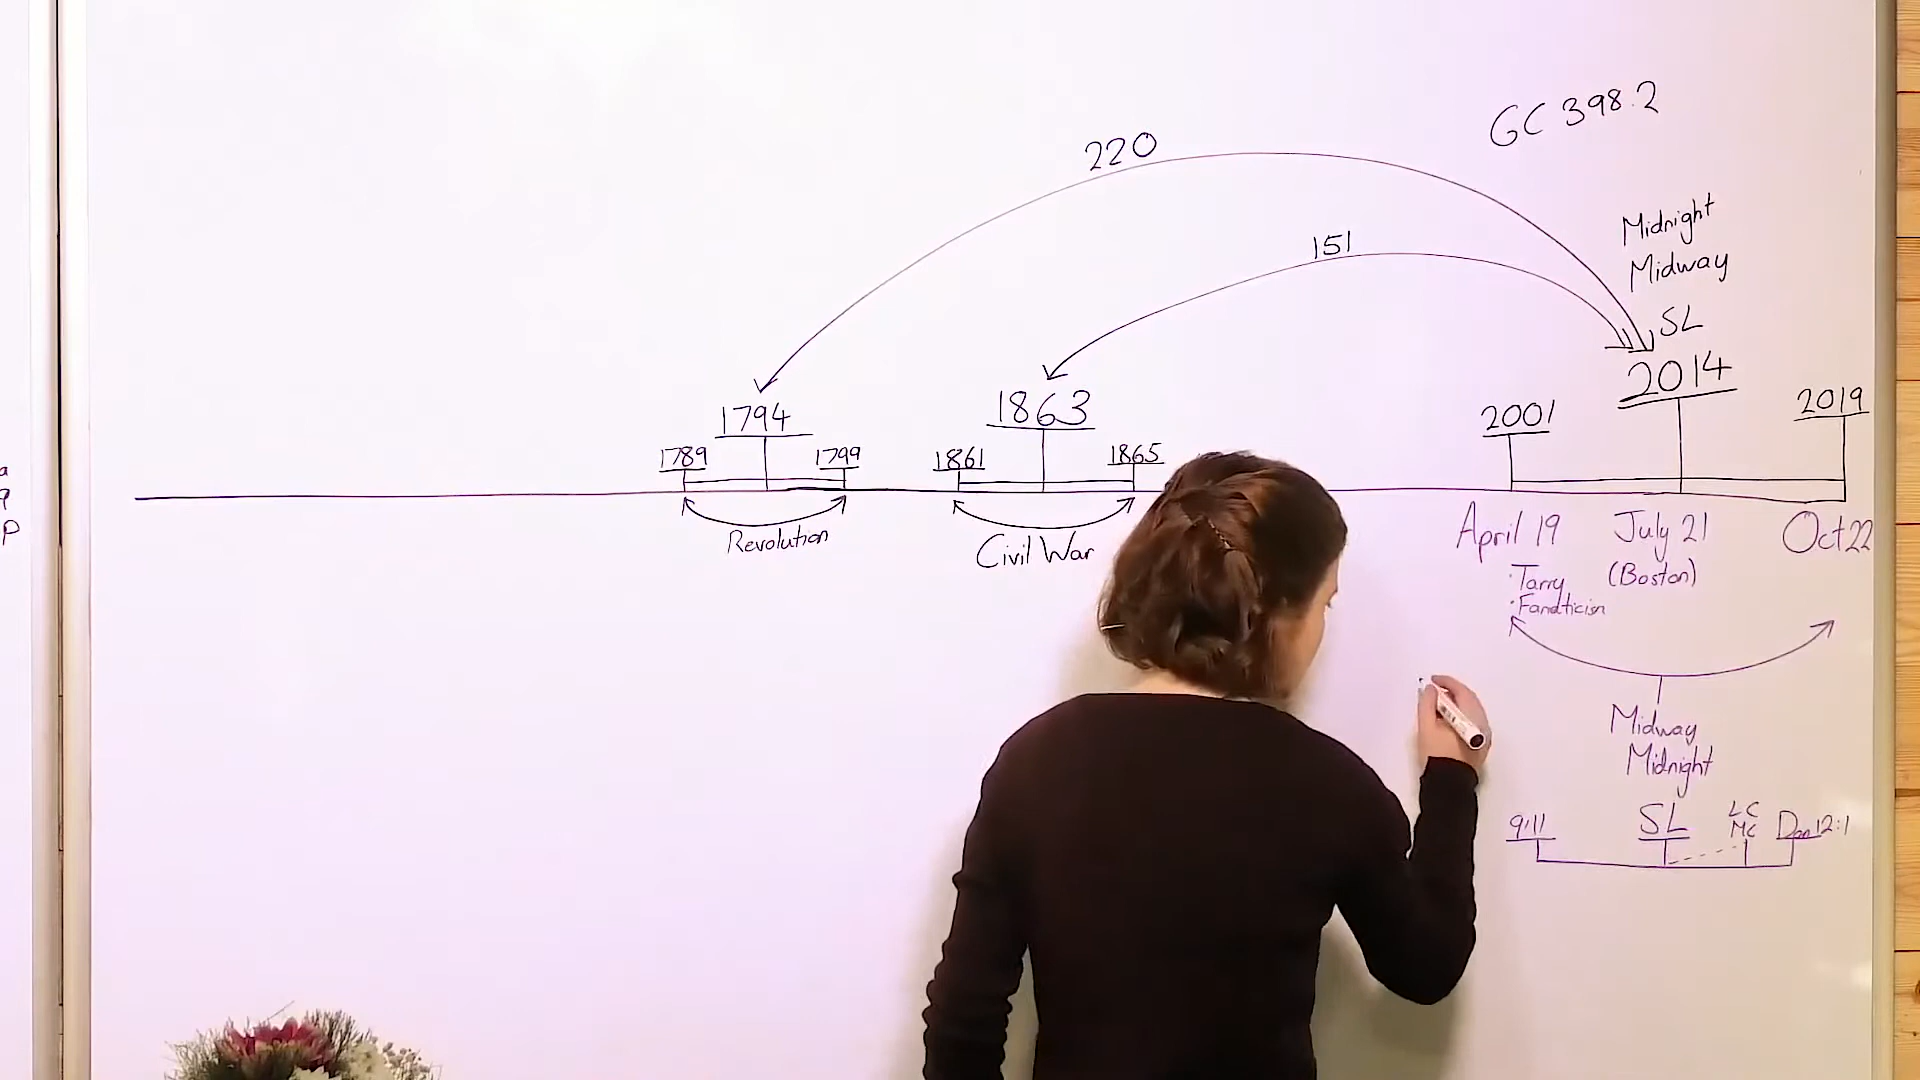 GC 398.2
220
151
Midnight
Midway
SL
2014
1794
1863
2001
2019
1789
1799
1861
1865
Revolution
Civil War
April 19
July 21
Oct 22
· Tarry
(Boston)
· Fanaticism
Midway
Midnight
9:11
SL
LC
MC
Dan 12:1
a
9
P